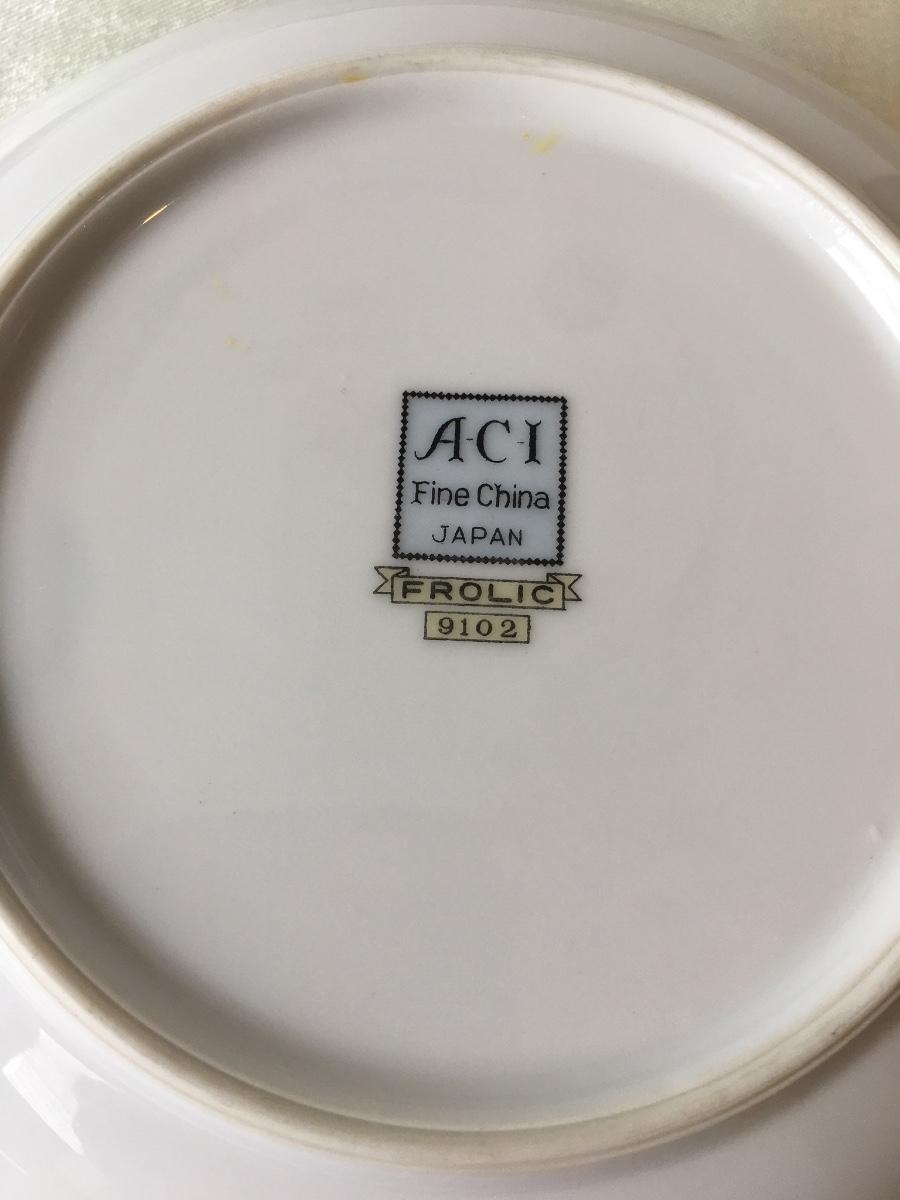 A-C-I
Fine China
JAPAN
FROLIC
9102